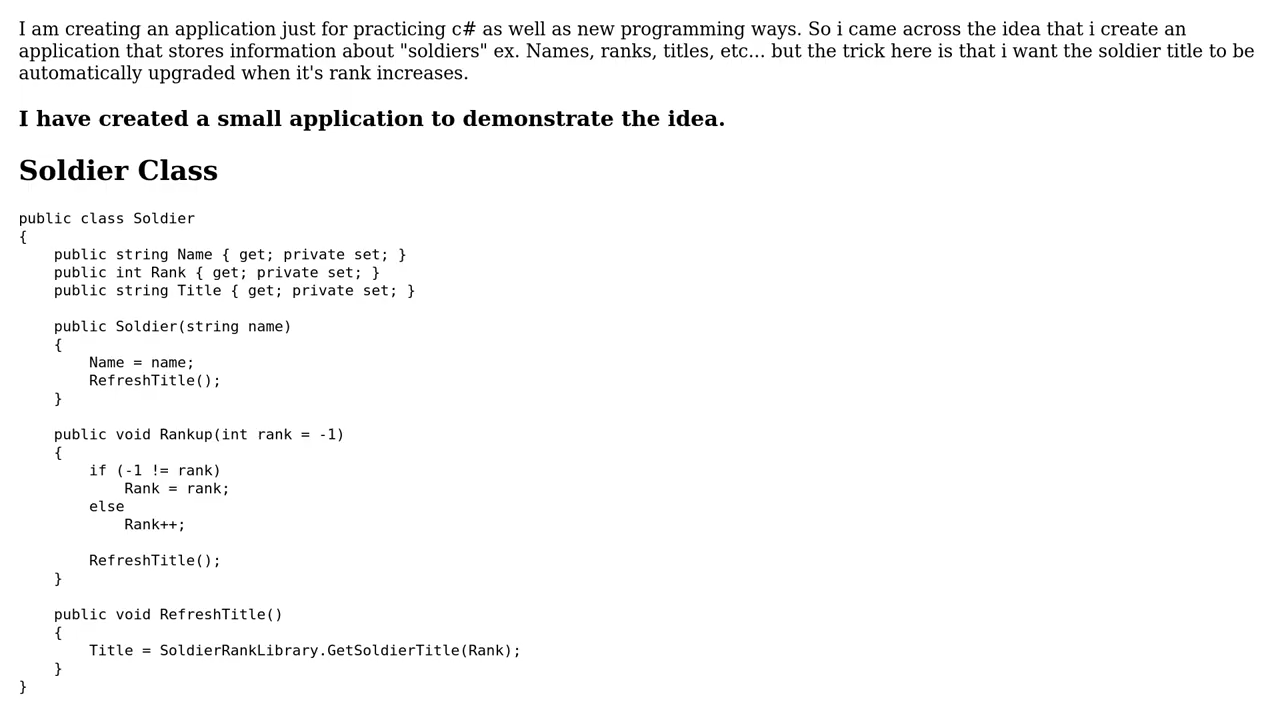 I am creating an application just for practicing c# as well as new programming ways. So i came across the idea that i create an
application that stores information about "soldiers" ex. Names, ranks, titles, etc... but the trick here is that i want the soldier title to be
automatically upgraded when it's rank increases.
I have created a small application to demonstrate the idea.
Soldier Class
public class Soldier
{
    public string Name { get; private set; }
    public int Rank { get; private set; }
    public string Title { get; private set; }

    public Soldier(string name)
    {
        Name = name;
        RefreshTitle();
    }

    public void Rankup(int rank = -1)
    {
        if (-1 != rank)
            Rank = rank;
        else
            Rank++;

        RefreshTitle();
    }

    public void RefreshTitle()
    {
        Title = SoldierRankLibrary.GetSoldierTitle(Rank);
    }
}